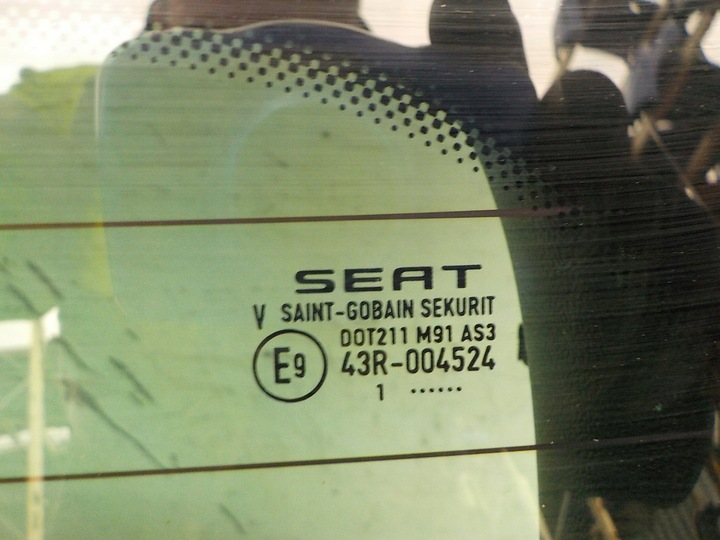 SEAT
V SAINT-GOBAIN SEKURIT
DOT211 M91 AS3
E9 43R-004524
1 ......